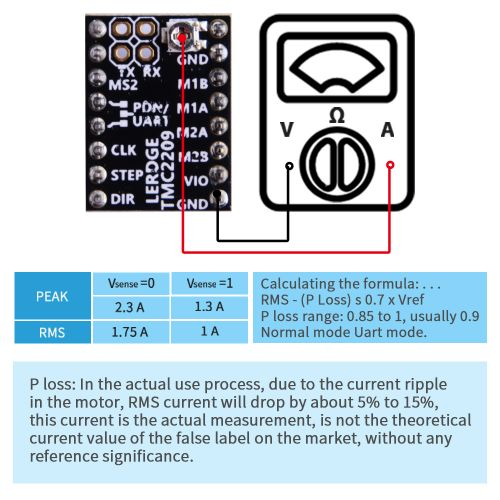 TX RX
GND
MS2
M1B
PDN/
UART
M1A
M2A
CLK
M2B
STEP
VIO
DIR
GND
LERDGE
TMC2209
Ω
V
A
PEAK
Vsense =0
Vsense =1
2.3 A
1.3 A
RMS
1.75 A
1 A
Calculating the formula: . . .
RMS - (P Loss) s 0.7 x Vref
P loss range: 0.85 to 1, usually 0.9
Normal mode Uart mode.
P loss: In the actual use process, due to the current ripple
in the motor, RMS current will drop by about 5% to 15%,
this current is the actual measurement, is not the theoretical
current value of the false label on the market, without any
reference significance.